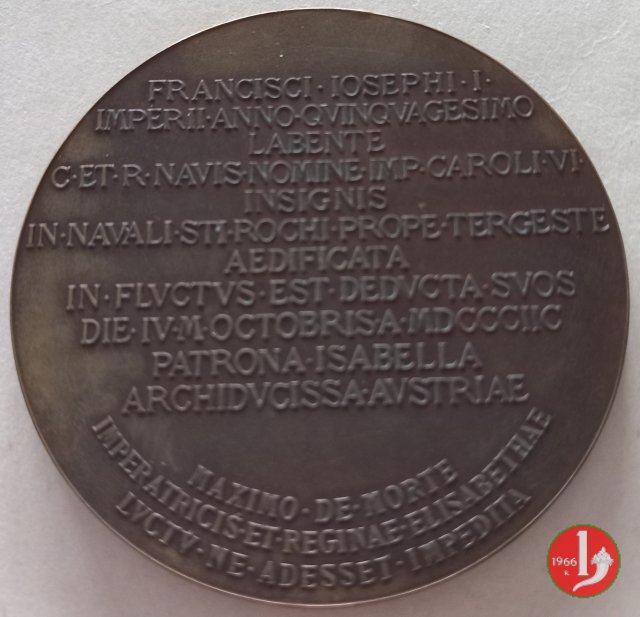 FRANCISCI · IOSEPHI · I ·
IMPERII · ANNO · QVINQVAGESIMO
LABENTE
C · ET · R · NAVIS · NOMINE · IMP · CAROLI · VI ·
INSIGNIS
IN · NAVALI · STI · ROCHI · PROPE · TERGESTE
AEDIFICATA
IN · FLVCTVS · EST · DEDVCTA · SVOS
DIE · IV · M · OCTOBRIS · A · MDCCCIIC
PATRONA · ISABELLA
ARCHIDVCISSA · AVSTRIAE
MAXIMO · DE · MORTE
IMPERATRICIS · ET · REGINAE · ELISABETHAE
LVCTV · NE · ADESSET · IMPEDITA
1966
K.